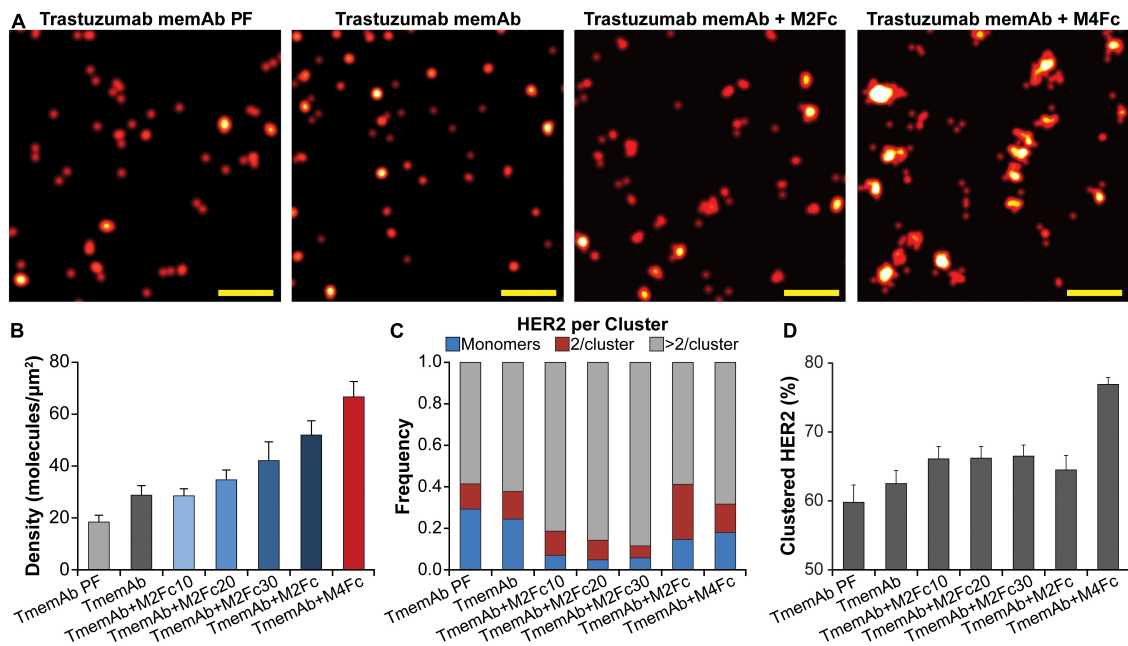 A
Trastuzumab memAb PF
Trastuzumab memAb
Trastuzumab memAb + M2Fc
Trastuzumab memAb + M4Fc
B
Density (molecules/µm²)
80
60
40
20
0
TmemAb PF
TmemAb
TmemAb+M2Fc10
TmemAb+M2Fc20
TmemAb+M2Fc30
TmemAb+M2Fc
TmemAb+M4Fc
C
HER2 per Cluster
Monomers
2/cluster
>2/cluster
Frequency
1.0
0.8
0.6
0.4
0.2
0.0
TmemAb PF
TmemAb
TmemAb+M2Fc10
TmemAb+M2Fc20
TmemAb+M2Fc30
TmemAb+M2Fc
TmemAb+M4Fc
D
Clustered HER2 (%)
80
70
60
50
TmemAb PF
TmemAb
TmemAb+M2Fc10
TmemAb+M2Fc20
TmemAb+M2Fc30
TmemAb+M2Fc
TmemAb+M4Fc